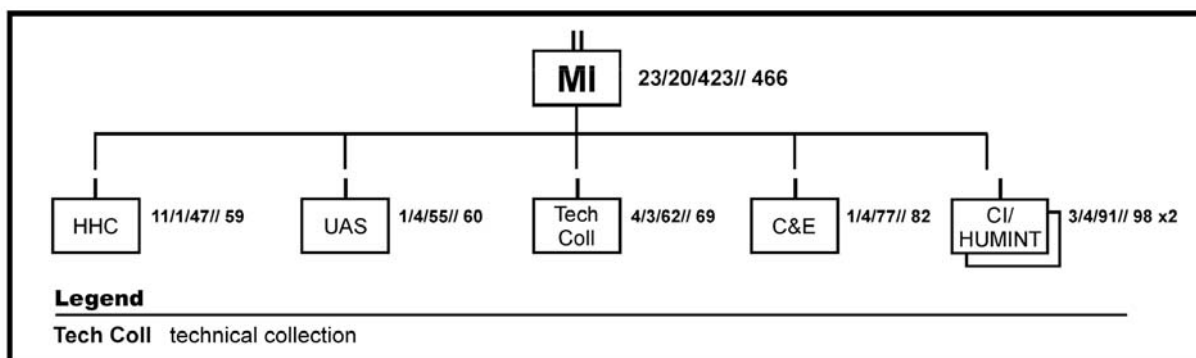 MI 23/20/423// 466
HHC 11/1/47// 59
UAS 1/4/55// 60
Tech
Coll 4/3/62// 69
C&E 1/4/77// 82
CI/
HUMINT 3/4/91// 98 x2
Legend
Tech Coll technical collection